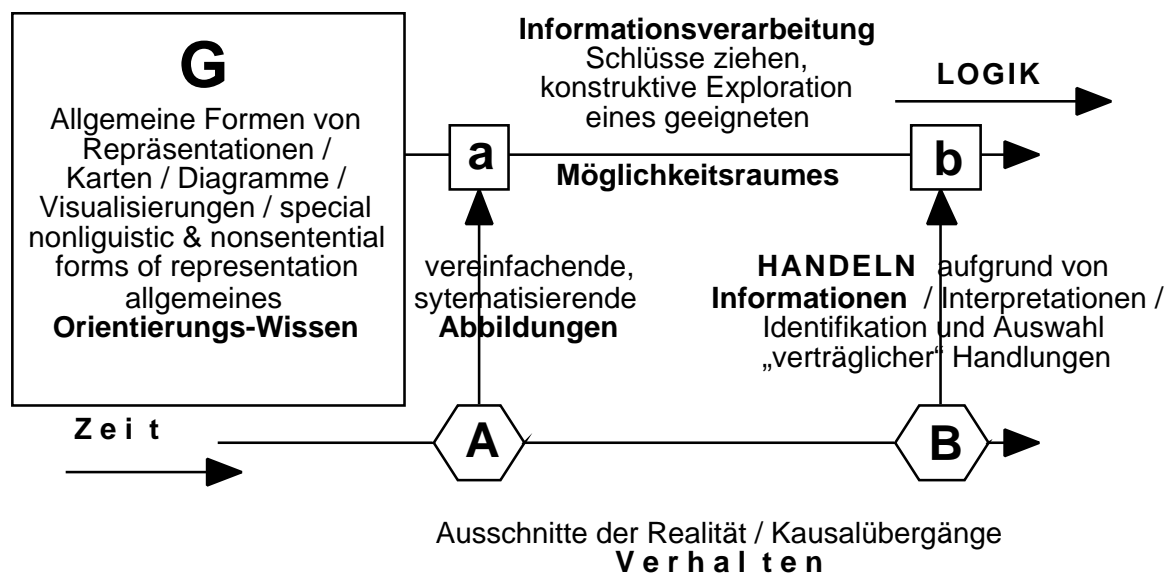 G
Allgemeine Formen von
Repräsentationen /
Karten / Diagramme /
Visualisierungen / special
nonliguistic & nonsentential
forms of representation
allgemeines
Orientierungs-Wissen
Informationsverarbeitung
Schlüsse ziehen,
konstruktive Exploration
eines geeigneten
Möglichkeitsraumes
LOGIK
a
b
vereinfachende,
sytematisierende
Abbildungen
HANDELN aufgrund von
Informationen / Interpretationen /
Identifikation und Auswahl
„verträglicher“ Handlungen
Zeit
A
B
Ausschnitte der Realität / Kausalübergänge
Verhalten